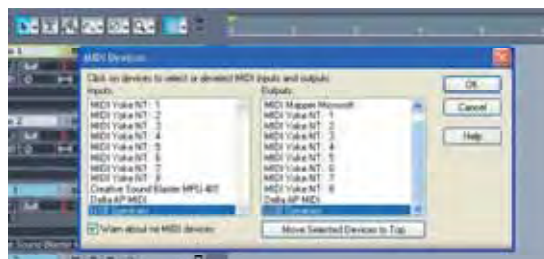 MIDI Devices
Click on devices to select or deselect MIDI inputs and outputs
Inputs:
MIDI Yoke NT: 1
MIDI Yoke NT: 2
MIDI Yoke NT: 3
MIDI Yoke NT: 4
MIDI Yoke NT: 5
MIDI Yoke NT: 6
MIDI Yoke NT: 7
MIDI Yoke NT: 8
Creative Sound Blaster MPU-401
Delta AP MIDI
Outputs:
MIDI Mapper Microsoft
MIDI Yoke NT: 1
MIDI Yoke NT: 2
MIDI Yoke NT: 3
MIDI Yoke NT: 4
MIDI Yoke NT: 5
MIDI Yoke NT: 6
MIDI Yoke NT: 7
MIDI Yoke NT: 8
Delta AP MIDI
OK
Cancel
Help
Warn about no MIDI devices
Move Selected Devices to Top